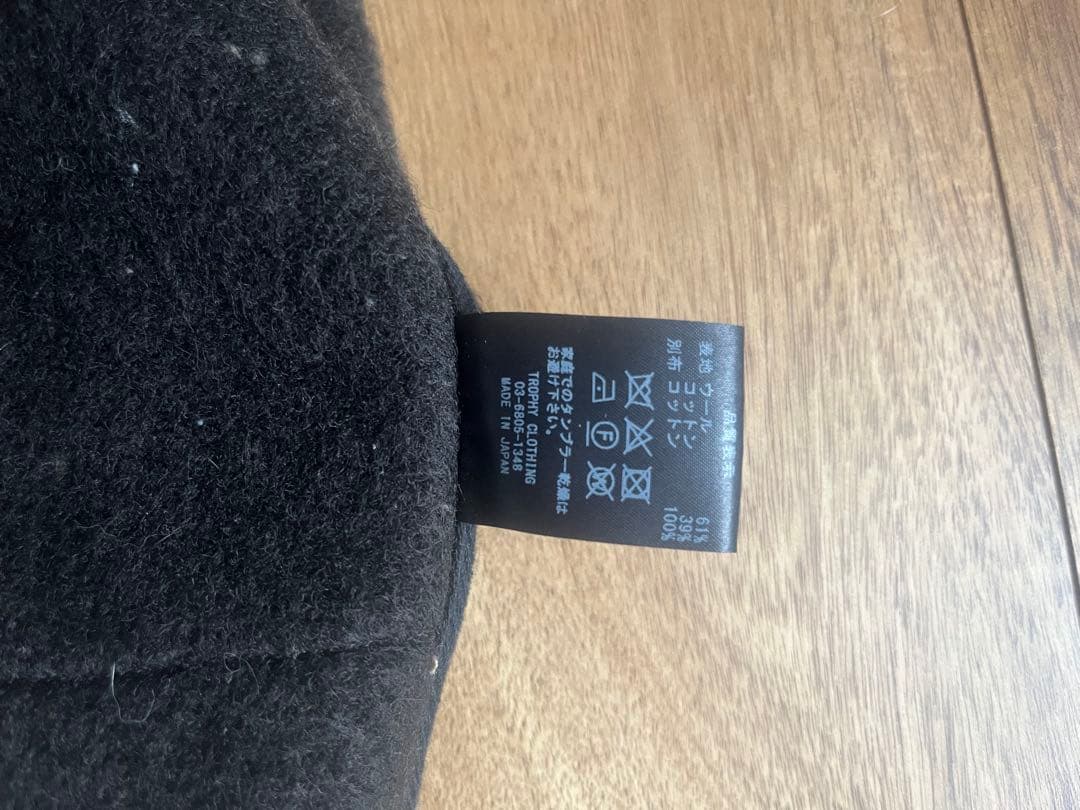 品質表示
表地 ウール 61%
コットン 39%
別布 コットン 100%
家庭でのタンブラー乾燥は
お避け下さい。
TROPHY CLOTHING
03-6805-1348
MADE IN JAPAN